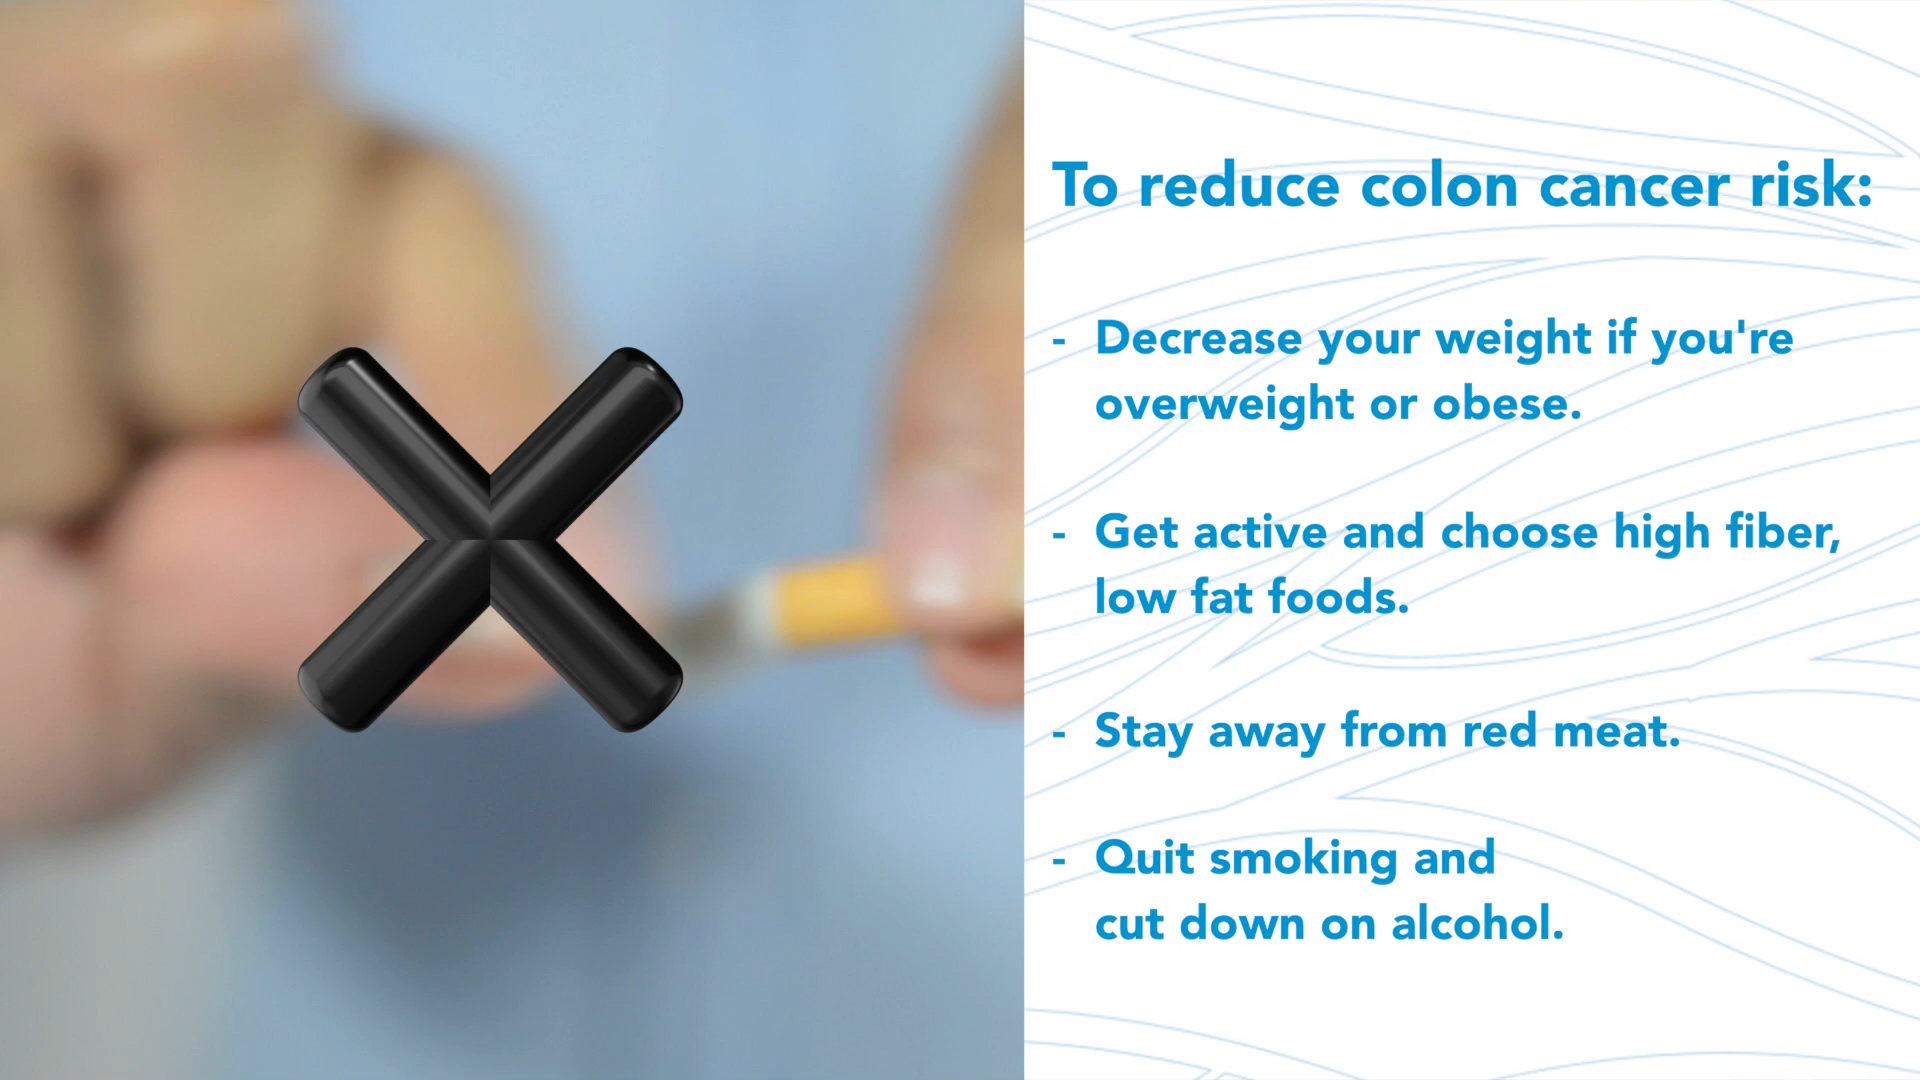 To reduce colon cancer risk:
- Decrease your weight if you're
overweight or obese.
- Get active and choose high fiber,
low fat foods.
- Stay away from red meat.
- Quit smoking and
cut down on alcohol.